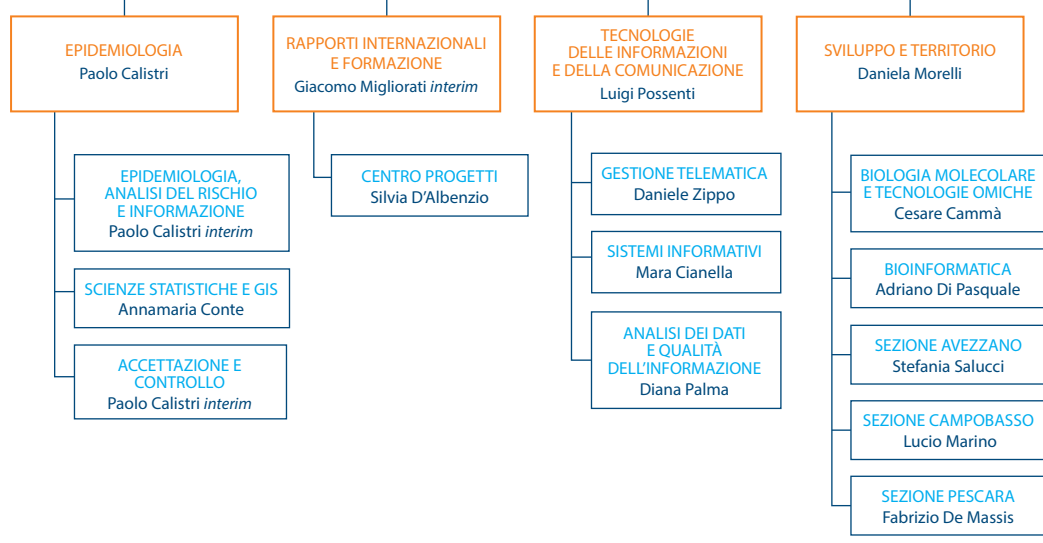 EPIDEMIOLOGIA
Paolo Calistri
EPIDEMIOLOGIA,
ANALISI DEL RISCHIO
E INFORMAZIONE
Paolo Calistri interim
SCIENZE STATISTICHE E GIS
Annamaria Conte
ACCETTAZIONE E
CONTROLLO
Paolo Calistri interim
RAPPORTI INTERNAZIONALI
E FORMAZIONE
Giacomo Migliorati interim
CENTRO PROGETTI
Silvia D’Albenzio
TECNOLOGIE
DELLE INFORMAZIONI
E DELLA COMUNICAZIONE
Luigi Possenti
GESTIONE TELEMATICA
Daniele Zippo
SISTEMI INFORMATIVI
Mara Cianella
ANALISI DEI DATI
E QUALITÀ
DELL’INFORMAZIONE
Diana Palma
SVILUPPO E TERRITORIO
Daniela Morelli
BIOLOGIA MOLECOLARE
E TECNOLOGIE OMICHE
Cesare Cammà
BIOINFORMATICA
Adriano Di Pasquale
SEZIONE AVEZZANO
Stefania Salucci
SEZIONE CAMPOBASSO
Lucio Marino
SEZIONE PESCARA
Fabrizio De Massis